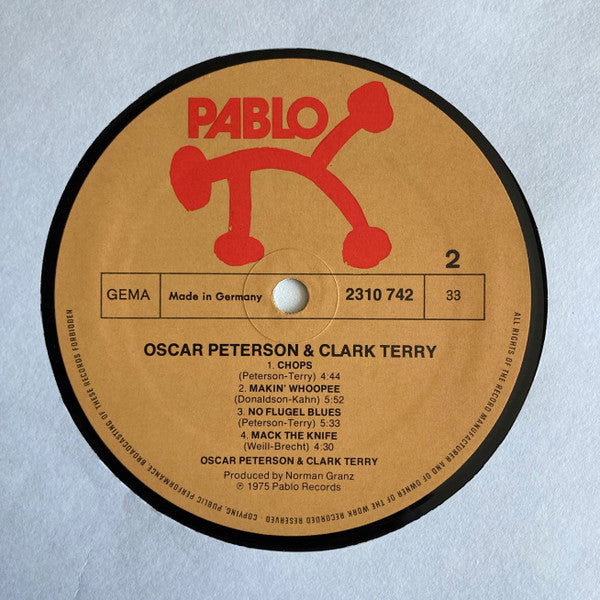 PABLO
2
GEMA Made in Germany 2310 742 33
OSCAR PETERSON & CLARK TERRY
1. CHOPS
(Peterson-Terry) 4:44
2. MAKIN' WHOOPEE
(Donaldson-Kahn) 5:52
3. NO FLUGEL BLUES
(Peterson-Terry) 5:33
4. MACK THE KNIFE
(Weill-Brecht) 4:30
OSCAR PETERSON & CLARK TERRY
Produced by Norman Granz
℗ 1975 Pablo Records
ALL RIGHTS OF THE RECORD MANUFACTURER AND OF OWNER OF THE WORK RECORDED RESERVED · COPYING, PUBLIC PERFORMANCE, BROADCASTING OF THESE RECORDS FORBIDDEN